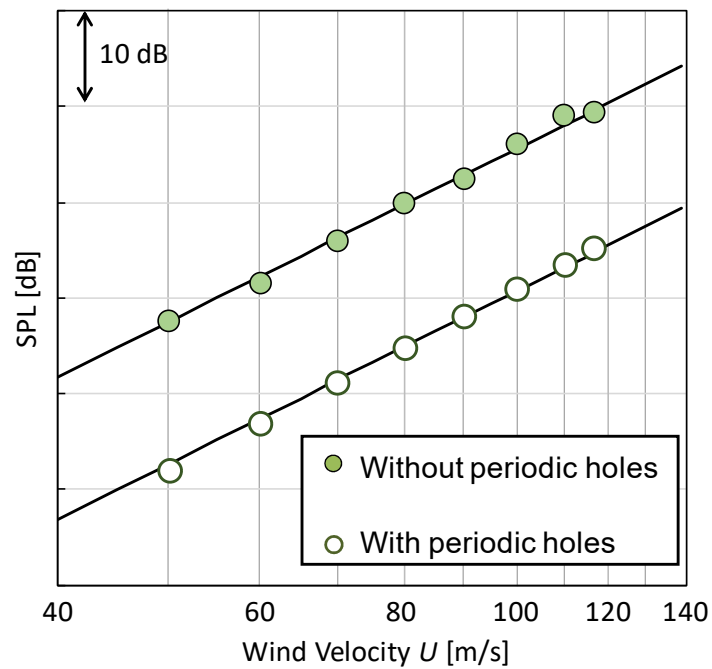 10 dB
SPL [dB]
Without periodic holes
With periodic holes
40 60 80 100 120 140
Wind Velocity U [m/s]